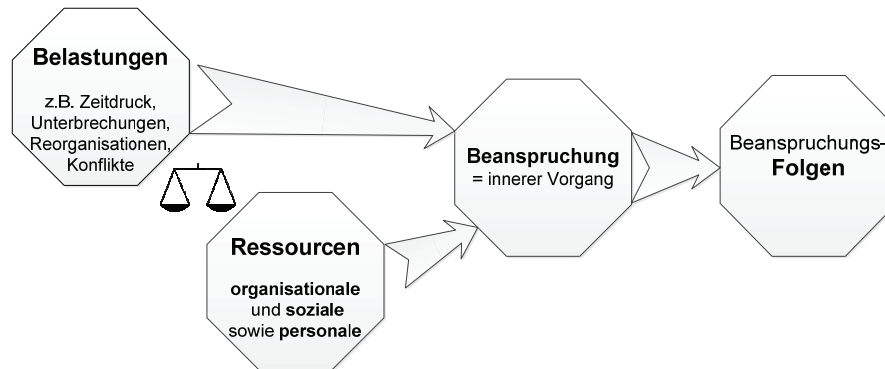 Belastungen
z.B. Zeitdruck,
Unterbrechungen,
Reorganisationen,
Konflikte
Ressourcen
organisationale
und soziale
sowie personale
Beanspruchung
= innerer Vorgang
Beanspruchungs-
Folgen